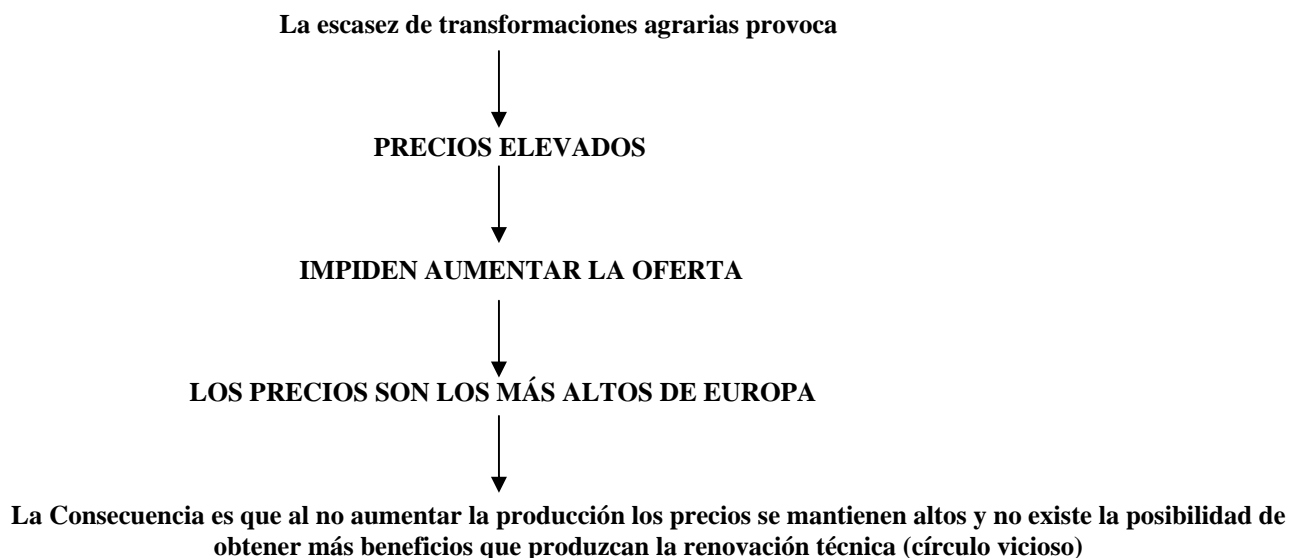 La escasez de transformaciones agrarias provoca
PRECIOS ELEVADOS
IMPIDEN AUMENTAR LA OFERTA
LOS PRECIOS SON LOS MÁS ALTOS DE EUROPA
La Consecuencia es que al no aumentar la producción los precios se mantienen altos y no existe la posibilidad de
obtener más beneficios que produzcan la renovación técnica (círculo vicioso)